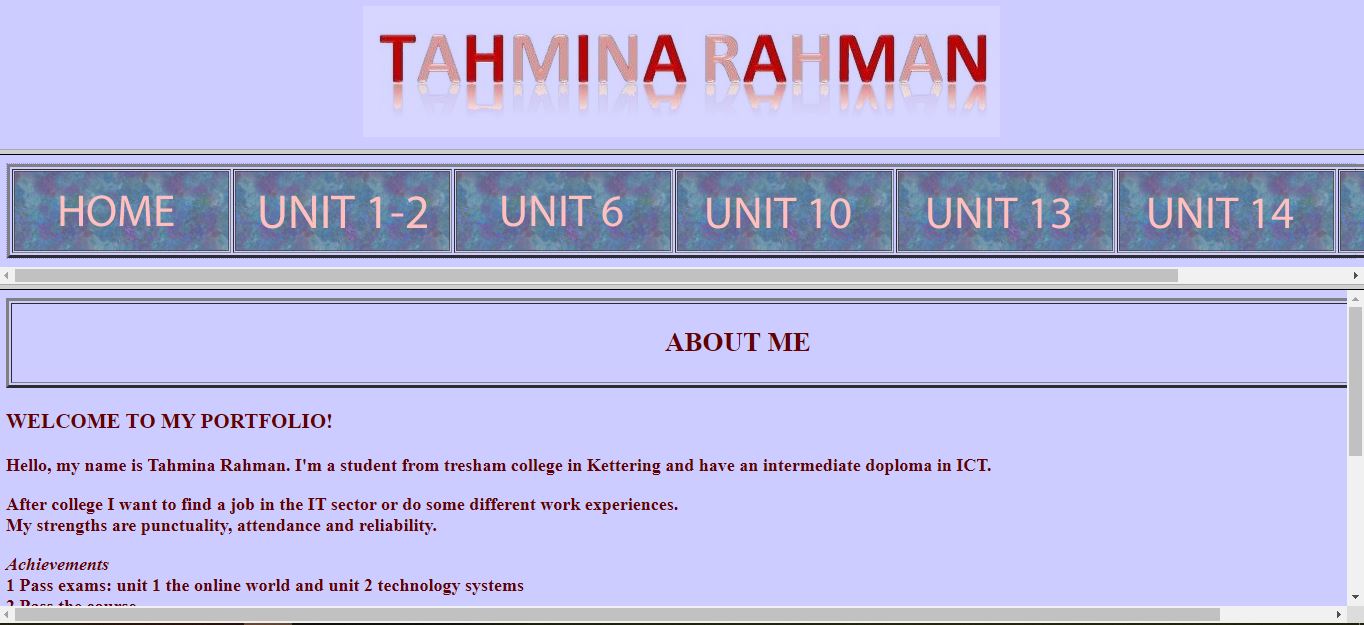 TAHMINA RAHMAN
HOME UNIT 1-2 UNIT 6 UNIT 10 UNIT 13 UNIT 14
ABOUT ME
WELCOME TO MY PORTFOLIO!
Hello, my name is Tahmina Rahman. I'm a student from tresham college in Kettering and have an intermediate doploma in ICT.
After college I want to find a job in the IT sector or do some different work experiences.
My strengths are punctuality, attendance and reliability.
Achievements
1 Pass exams: unit 1 the online world and unit 2 technology systems
2 Pass the course